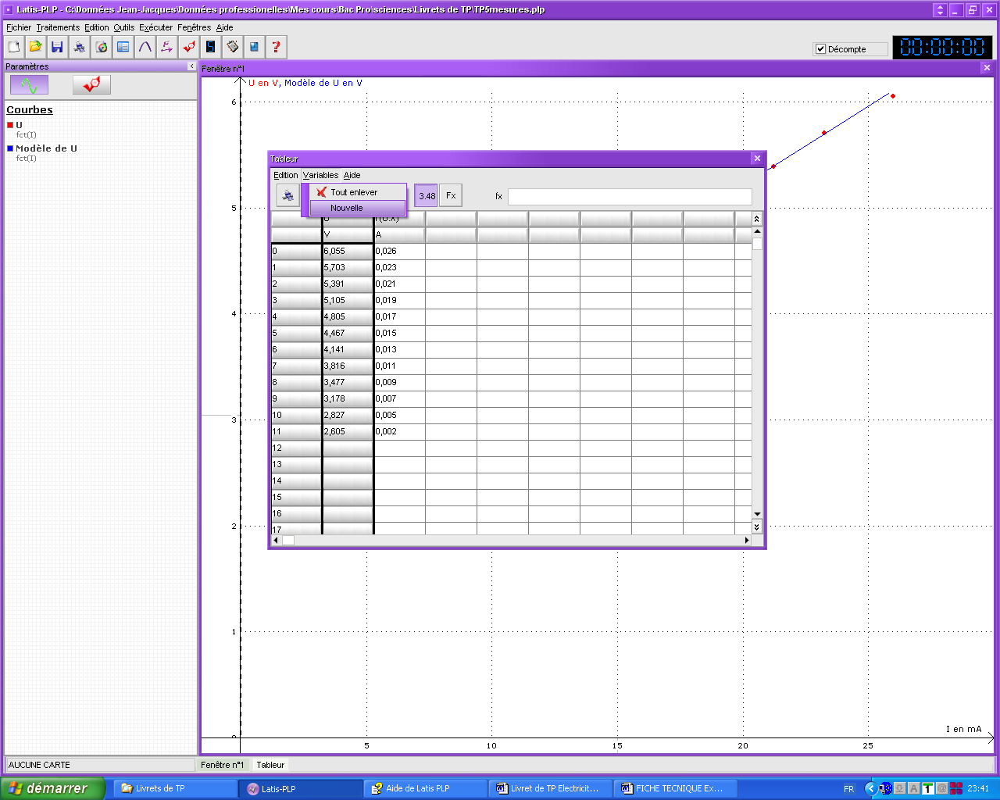 Latis-PLP - C:\Données Jean-Jacques\Données professionelles\Mes cours\Bac Pro\sciences\Livrets de TP\TP5mesures.plp
Fichier Traitements Edition Outils Exécuter Fenêtres Aide
Décompte
00:00:00
Paramètres
Courbes
U
fct(I)
Modèle de U
fct(I)
Fenêtre n°1
U en V, Modèle de U en V
6
5
4
3
2
1
0
5 10 15 20 25
I en mA
Tableur
Edition Variables Aide
Tout enlever
Nouvelle
3.48 Fx fx
V A
0 6,055 0,026
1 5,703 0,023
2 5,391 0,021
3 5,105 0,019
4 4,805 0,017
5 4,467 0,015
6 4,141 0,013
7 3,816 0,011
8 3,477 0,009
9 3,178 0,007
10 2,827 0,005
11 2,605 0,002
12
13
14
15
16
17
AUCUNE CARTE
Fenêtre n°1 Tableur
démarrer Livrets de TP Latis-PLP Aide de Latis PLP Livret de TP Electricit... FICHE TECHNIQUE Ex... FR 23:41